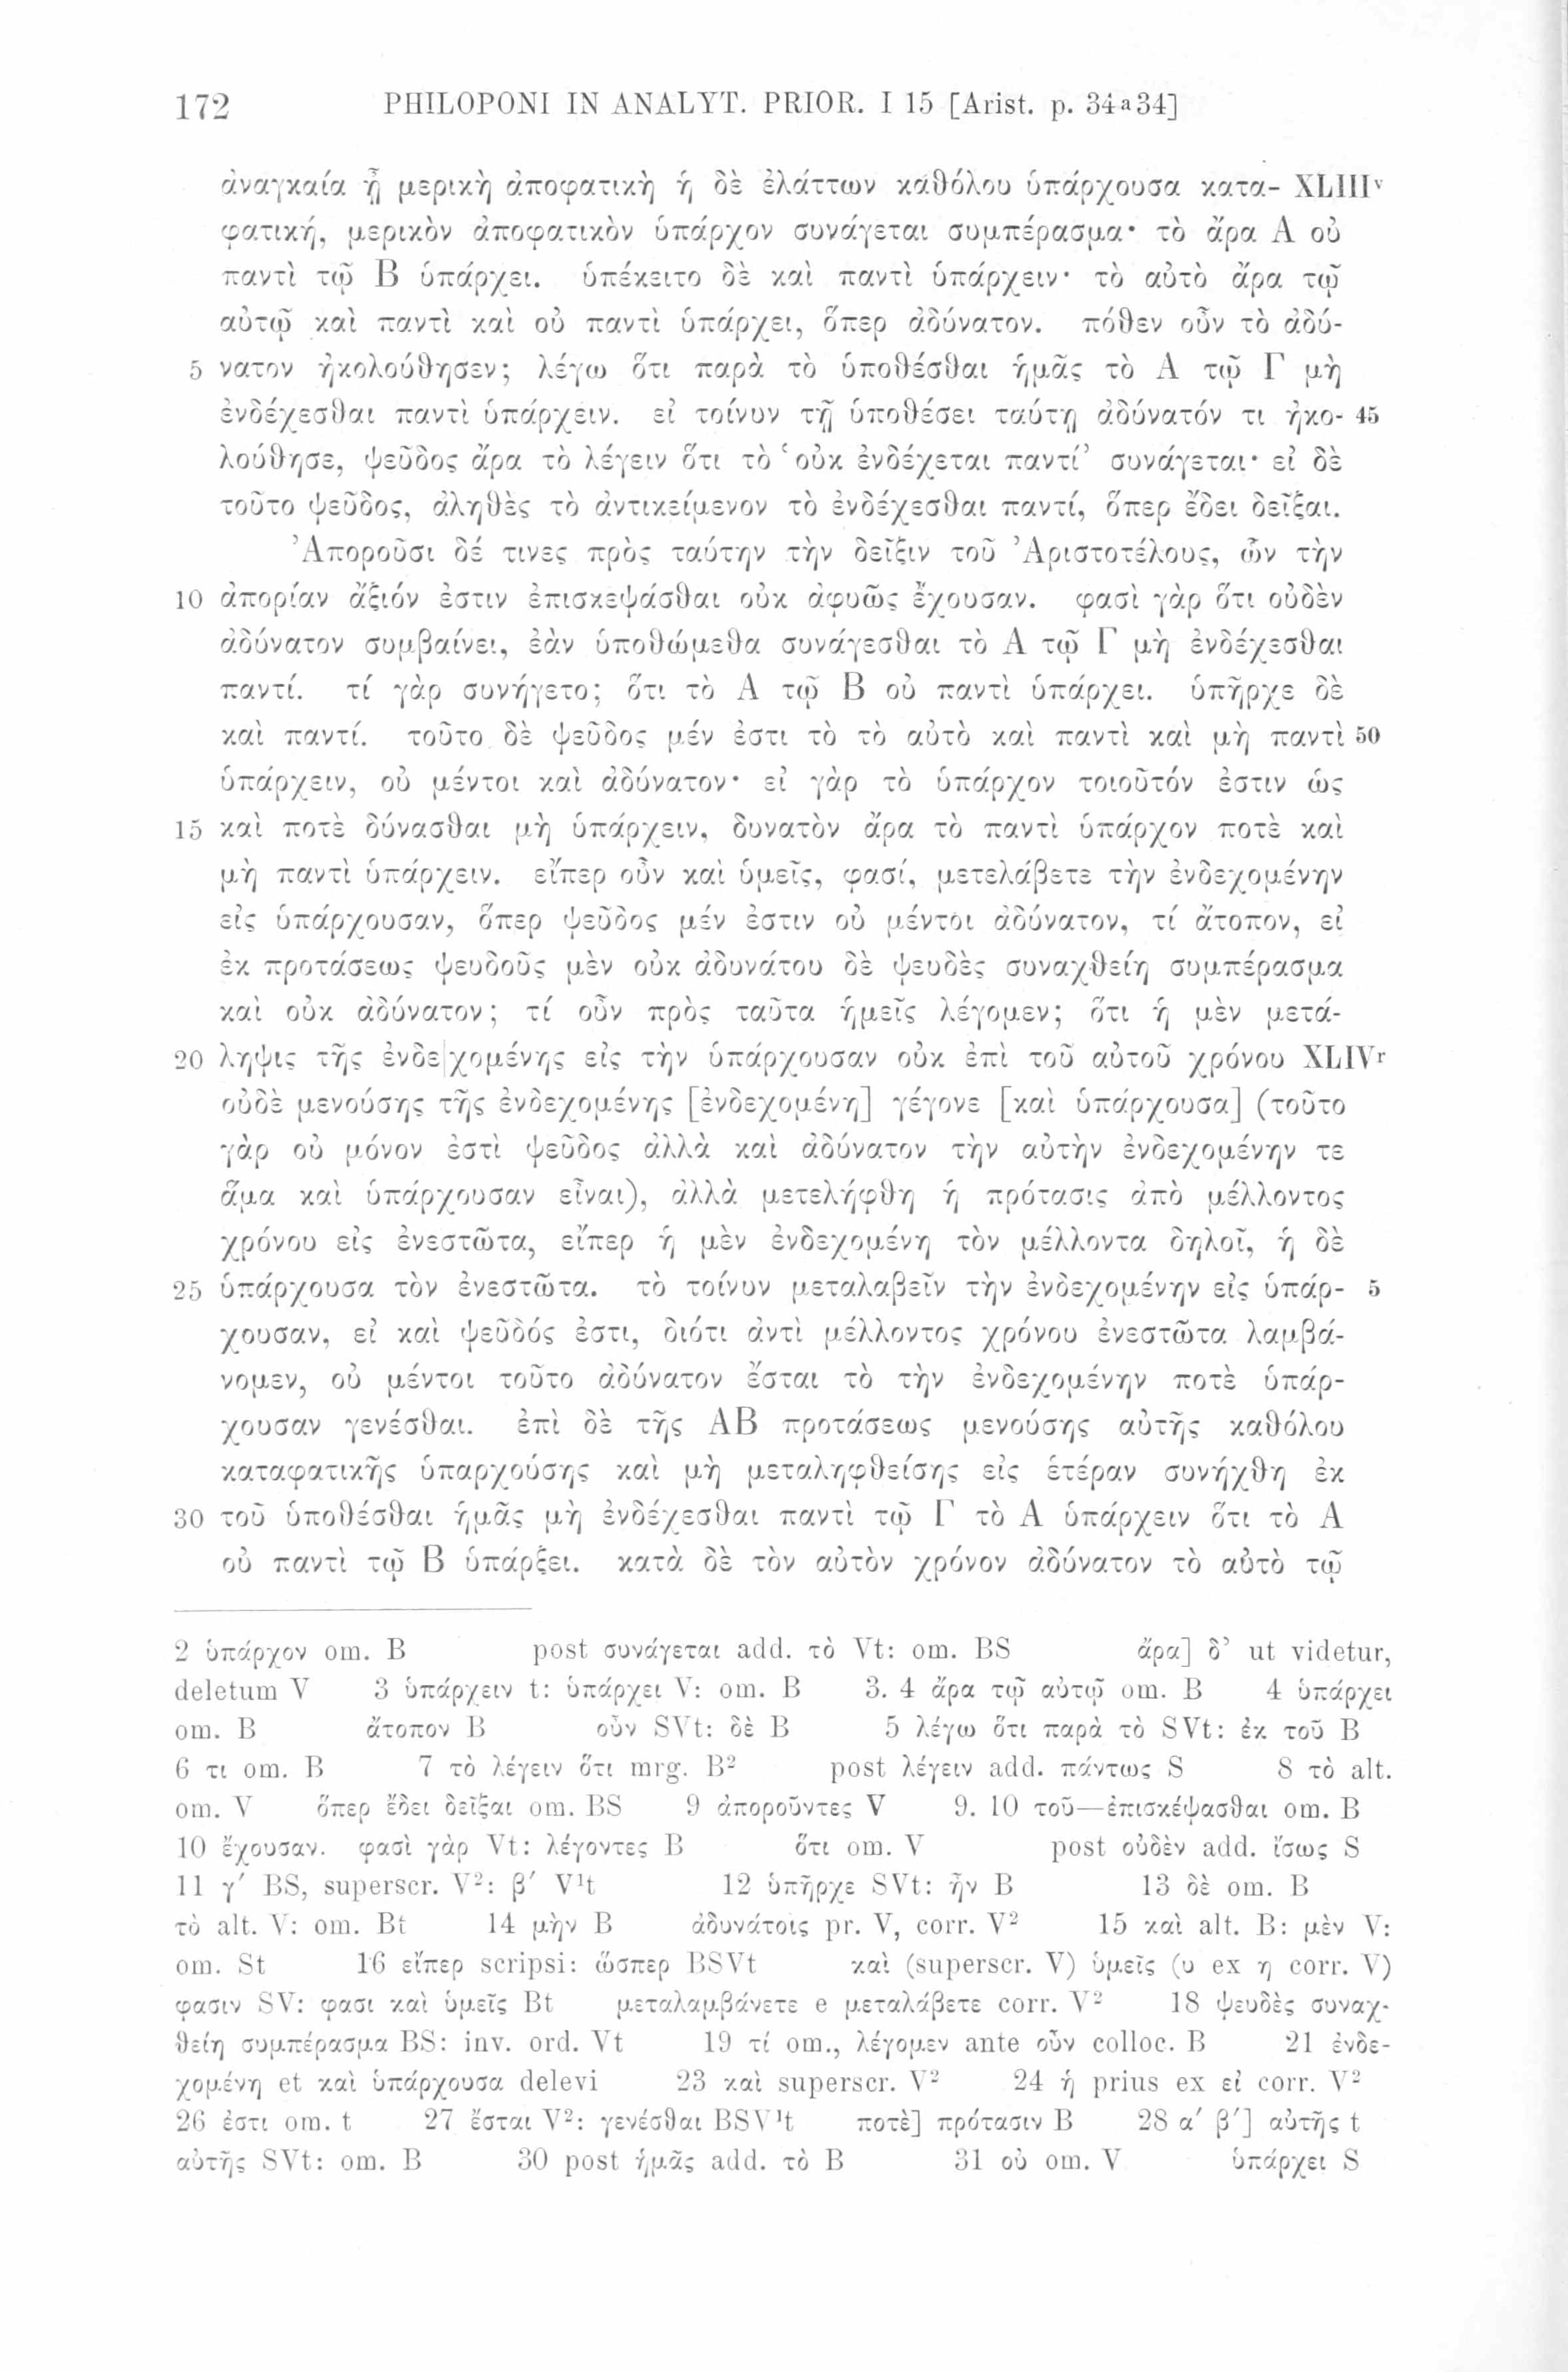 172 PHILOPONI IN ANALYT. PRIOR. I 15 [Arist. p. 34a34]
ἀναγκαία ᾖ μερικὴ ἀποφατικὴ ἡ δὲ ἐλάττων καθόλου ὑπάρχουσα κατα- XLIIIv
φατική, μερικὸν ἀποφατικὸν ὑπάρχον συνάγεται συμπέρασμα· τὸ ἄρα Α οὐ
παντὶ τῷ Β ὑπάρχει. ὑπέκειτο δὲ καὶ παντὶ ὑπάρχειν· τὸ αὐτὸ ἄρα τῷ
αὐτῷ καὶ παντὶ καὶ οὐ παντὶ ὑπάρχει, ὅπερ ἀδύνατον. πόθεν οὖν τὸ ἀδύ-
5 νατον ἠκολούθησεν; λέγω ὅτι παρὰ τὸ ὑποθέσθαι ἡμᾶς τὸ Α τῷ Γ μὴ
ἐνδέχεσθαι παντὶ ὑπάρχειν. εἰ τοίνυν τῇ ὑποθέσει ταύτῃ ἀδύνατόν τι ἠκο- 45
λούθησε, ψεῦδος ἄρα τὸ λέγειν ὅτι τὸ ‘οὐκ ἐνδέχεται παντί’ συνάγεται· εἰ δὲ
τοῦτο ψεῦδος, ἀληθὲς τὸ ἀντικείμενον τὸ ἐνδέχεσθαι παντί, ὅπερ ἔδει δεῖξαι.
Ἀποροῦσι δέ τινες πρὸς ταύτην τὴν δεῖξιν τοῦ Ἀριστοτέλους, ὧν τὴν
10 ἀπορίαν ἄξιόν ἐστιν ἐπισκεψάσθαι οὐκ ἀφυῶς ἔχουσαν. φασὶ γὰρ ὅτι οὐδὲν
ἀδύνατον συμβαίνει, ἐὰν ὑποθώμεθα συνάγεσθαι τὸ Α τῷ Γ μὴ ἐνδέχεσθαι
παντί. τί γὰρ συνήγετο; ὅτι τὸ Α τῷ Β οὐ παντὶ ὑπάρχει. ὑπῆρχε δὲ
καὶ παντί. τοῦτο δὲ ψεῦδος μέν ἐστι τὸ τὸ αὐτὸ καὶ παντὶ καὶ μὴ παντὶ 50
ὑπάρχειν, οὐ μέντοι καὶ ἀδύνατον· εἰ γὰρ τὸ ὑπάρχον τοιοῦτόν ἐστιν ὡς
15 καὶ ποτὲ δύνασθαι μὴ ὑπάρχειν, δυνατὸν ἄρα τὸ παντὶ ὑπάρχον ποτὲ καὶ
μὴ παντὶ ὑπάρχειν. εἴπερ οὖν καὶ ὑμεῖς, φασί, μετελάβετε τὴν ἐνδεχομένην
εἰς ὑπάρχουσαν, ὅπερ ψεῦδος μέν ἐστιν οὐ μέντοι ἀδύνατον, τί ἄτοπον, εἰ
ἐκ προτάσεως ψευδοῦς μὲν οὐκ ἀδυνάτου δὲ ψευδὲς συναχθείη συμπέρασμα
καὶ οὐκ ἀδύνατον; τί οὖν πρὸς ταῦτα ἡμεῖς λέγομεν; ὅτι ἡ μὲν μετά-
20 ληψις τῆς ἐνδε|χομένης εἰς τὴν ὑπάρχουσαν οὐκ ἐπὶ τοῦ αὐτοῦ χρόνου XLIVr
οὐδὲ μενούσης τῆς ἐνδεχομένης [ἐνδεχομένη] γέγονε [καὶ ὑπάρχουσα] (τοῦτο
γὰρ οὐ μόνον ἐστὶ ψεῦδος ἀλλὰ καὶ ἀδύνατον τὴν αὐτὴν ἐνδεχομένην τε
ἅμα καὶ ὑπάρχουσαν εἶναι), ἀλλὰ μετελήφθη ἡ πρότασις ἀπὸ μέλλοντος
χρόνου εἰς ἐνεστῶτα, εἴπερ ἡ μὲν ἐνδεχομένη τὸν μέλλοντα δηλοῖ, ἡ δὲ
25 ὑπάρχουσα τὸν ἐνεστῶτα. τὸ τοίνυν μεταλαβεῖν τὴν ἐνδεχομένην εἰς ὑπάρ- 5
χουσαν, εἰ καὶ ψεῦδός ἐστι, διότι ἀντὶ μέλλοντος χρόνου ἐνεστῶτα λαμβά-
νομεν, οὐ μέντοι τοῦτο ἀδύνατον ἔσται τὸ τὴν ἐνδεχομένην ποτὲ ὑπάρ-
χουσαν γενέσθαι. ἐπὶ δὲ τῆς ΑΒ προτάσεως μενούσης αὐτῆς καθόλου
καταφατικῆς ὑπαρχούσης καὶ μὴ μεταληφθείσης εἰς ἑτέραν συνήχθη ἐκ
30 τοῦ ὑποθέσθαι ἡμᾶς μὴ ἐνδέχεσθαι παντὶ τῷ Γ τὸ Α ὑπάρχειν ὅτι τὸ Α
οὐ παντὶ τῷ Β ὑπάρξει. κατὰ δὲ τὸν αὐτὸν χρόνον ἀδύνατον τὸ αὐτὸ τῷ
2 ὑπάρχον om. B post συνάγεται add. τὸ Vt: om. BS ἄρα] δ’ ut videtur,
deletum V 3 ὑπάρχειν t: ὑπάρχει V: om. B 3. 4 ἄρα τῷ αὐτῷ om. B 4 ὑπάρχει
om. B ἄτοπον B οὖν SVt: δὲ B 5 λέγω ὅτι παρὰ τὸ SVt: ἐκ τοῦ B
6 τι om. B 7 τὸ λέγειν ὅτι mrg. B² post λέγειν add. πάντως S 8 τὸ alt.
om. V ὅπερ ἔδει δεῖξαι om. BS 9 ἀποροῦντες V 9. 10 τοῦ—ἐπισκέψασθαι om. B
10 ἔχουσαν. φασὶ γὰρ Vt: λέγοντες B ὅτι om. V post οὐδὲν add. ἴσως S
11 γ′ BS, superscr. V²: β′ V¹t 12 ὑπῆρχε SVt: ἦν B 13 δὲ om. B
τὸ alt. V: om. Bt 14 μὴν B ἀδυνάτοις pr. V, corr. V² 15 καὶ alt. B: μὲν V:
om. St 16 εἴπερ scripsi: ὥσπερ BSVt καὶ (superscr. V) ὑμεῖς (υ ex η corr. V)
φασιν SV: φασι καὶ ὑμεῖς Bt μεταλαμβάνετε e μεταλάβετε corr. V² 18 ψευδὲς συναχ-
θείη συμπέρασμα BS: inv. ord. Vt 19 τί om., λέγομεν ante οὖν colloc. B 21 ἐνδε-
χομένη et καὶ ὑπάρχουσα delevi 23 καὶ superscr. V² 24 ἡ prius ex εἰ corr. V²
26 ἐστι om. t 27 ἔσται V²: γενέσθαι BSV¹t ποτὲ] πρότασιν B 28 α′ β′] αὐτῆς t
αὐτῆς SVt: om. B 30 post ἡμᾶς add. τὸ B 31 οὐ om. V ὑπάρχει S